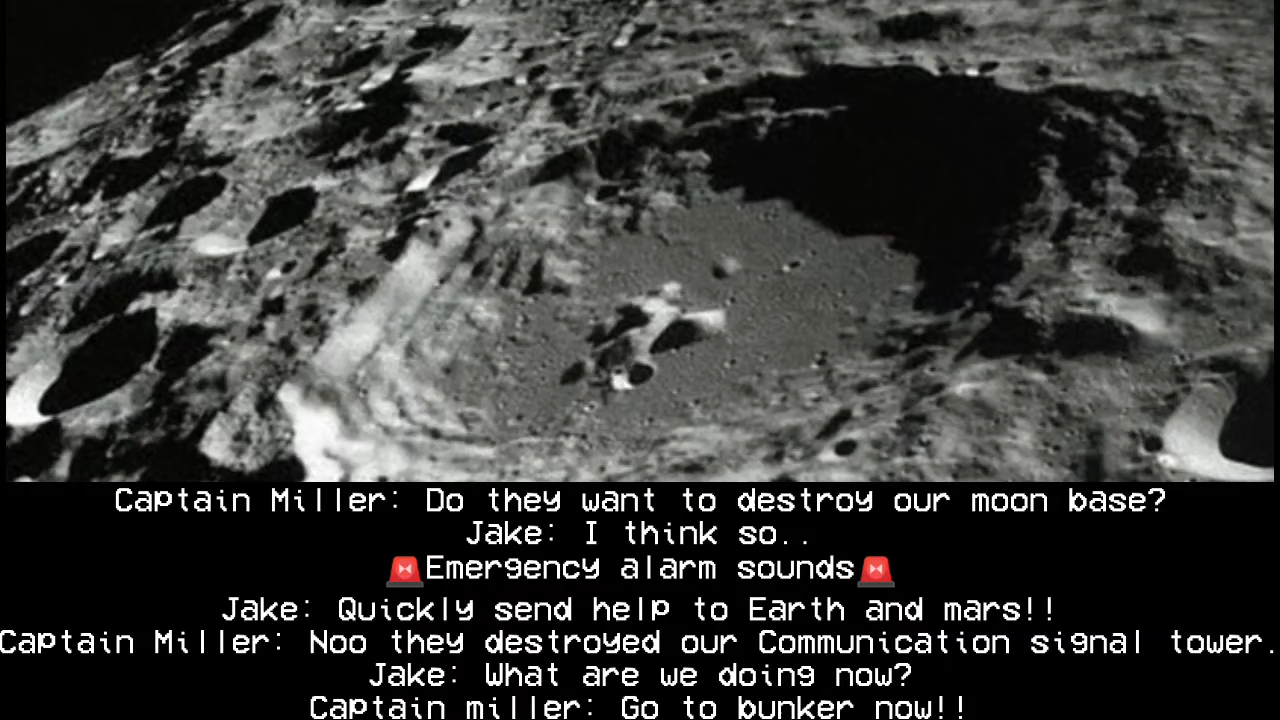 Captain Miller: Do they want to destroy our moon base?
Jake: I think so..
🚨Emergency alarm sounds🚨
Jake: Quickly send help to Earth and mars!!
Captain Miller: Noo they destroyed our Communication signal tower.
Jake: What are we doing now?
Captain miller: Go to bunker now!!